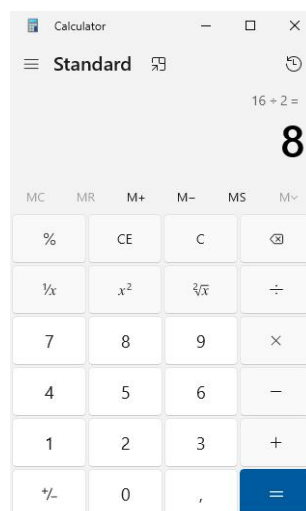 Calculator
Standard
16 ÷ 2 =
8
MC MR M+ M− MS M
% CE C
¹/x x² ²√x ÷
7 8 9 ×
4 5 6 −
1 2 3 +
+/− 0 , =